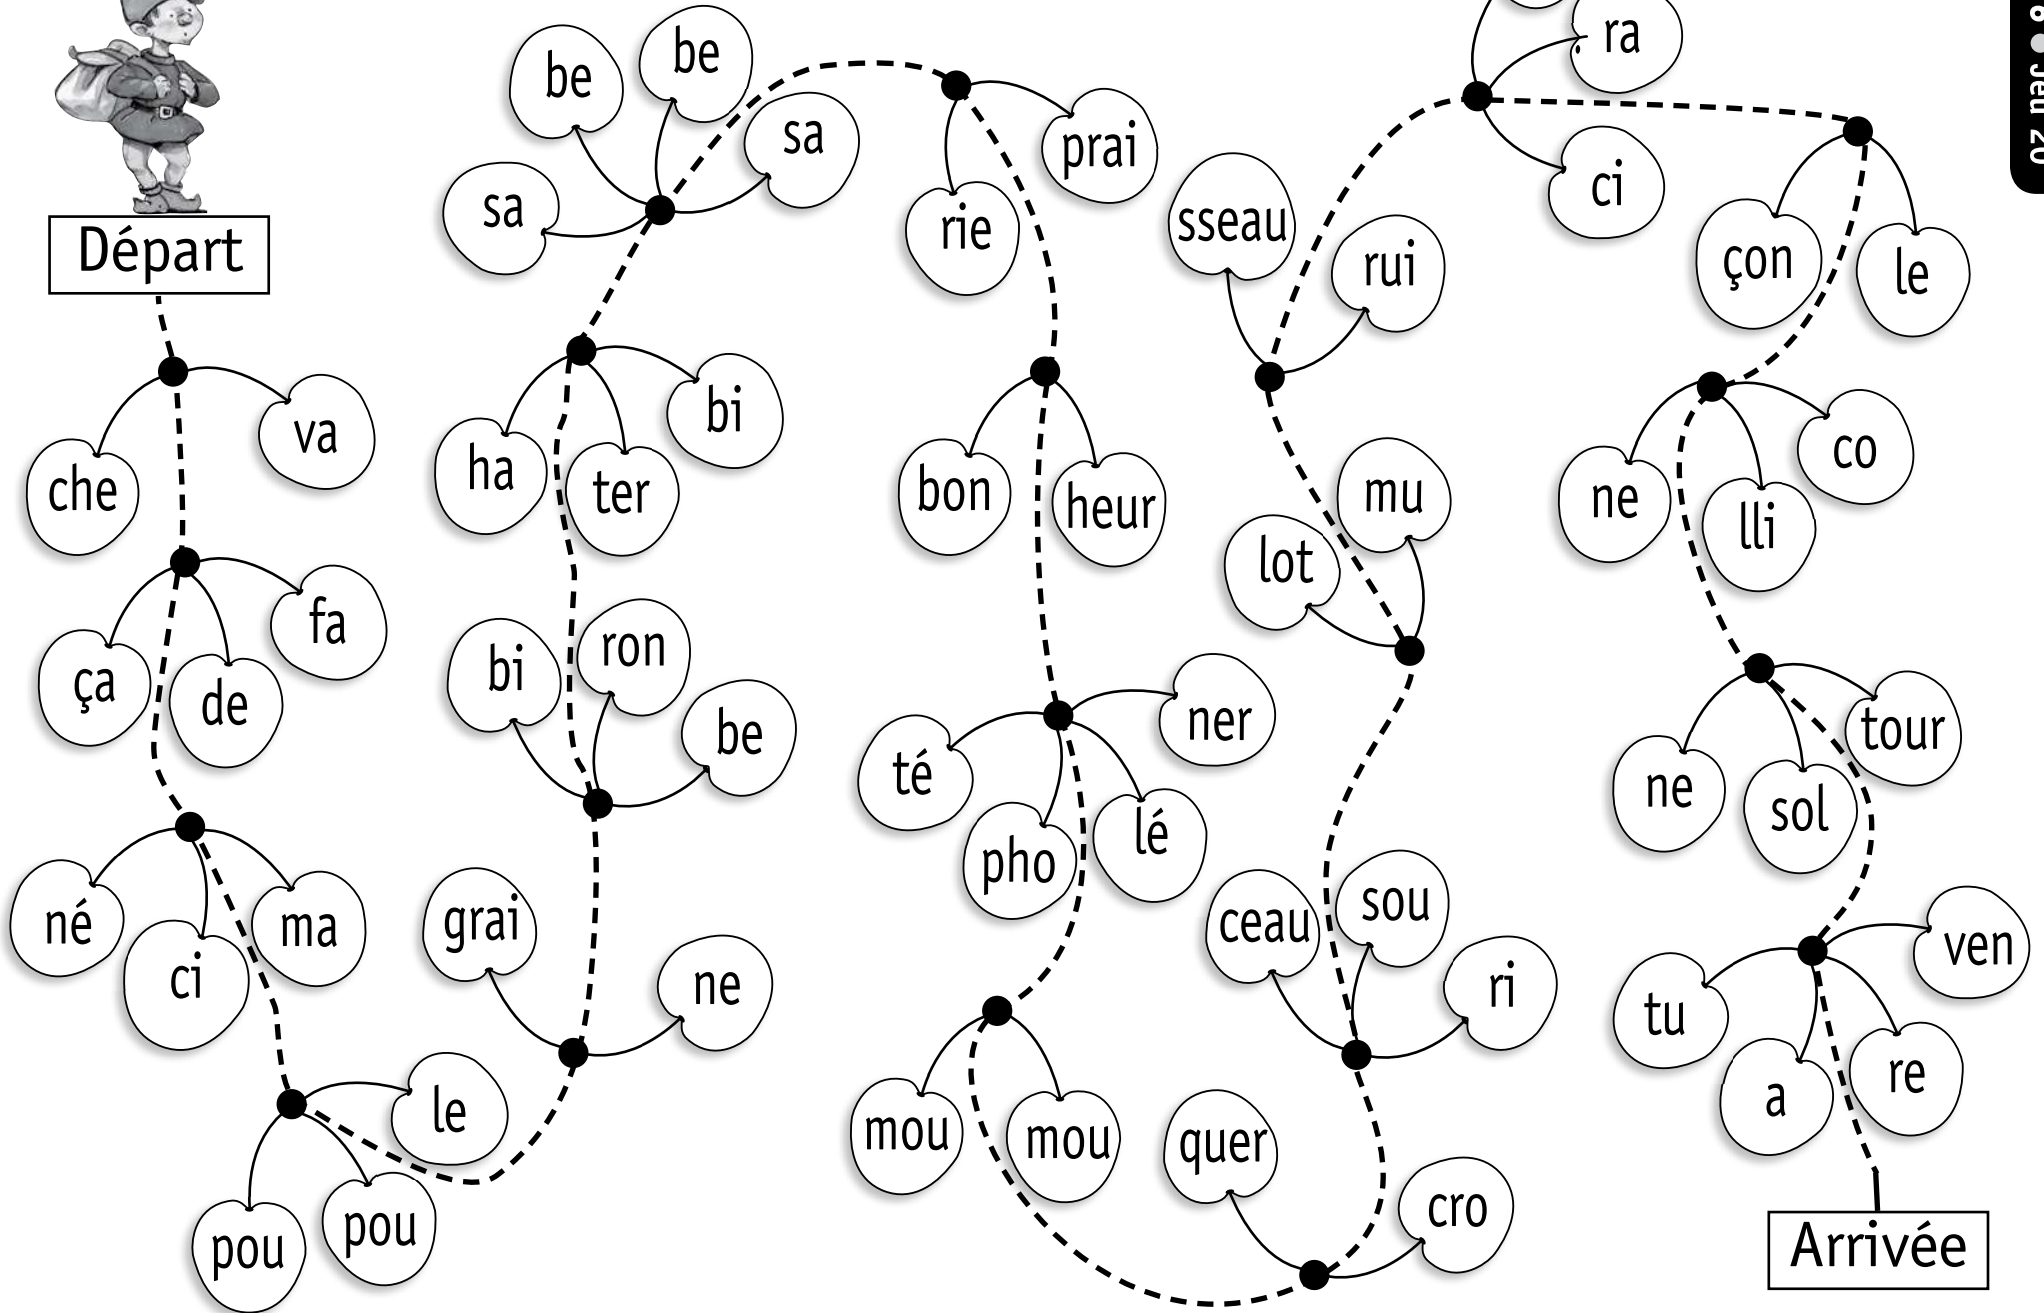 Départ
va
che
fa
ça
de
né
ci
ma
le
pou
pou
grai
ne
bi
ron
be
ha
ter
bi
sa
be
be
sa
rie
prai
bon
heur
té
pho
lé
ner
mou
mou
quer
cro
ceau
sou
ri
lot
mu
sseau
rui
ra
ci
çon
le
ne
lli
co
ne
sol
tour
tu
a
re
ven
Arrivée
Jeu 20